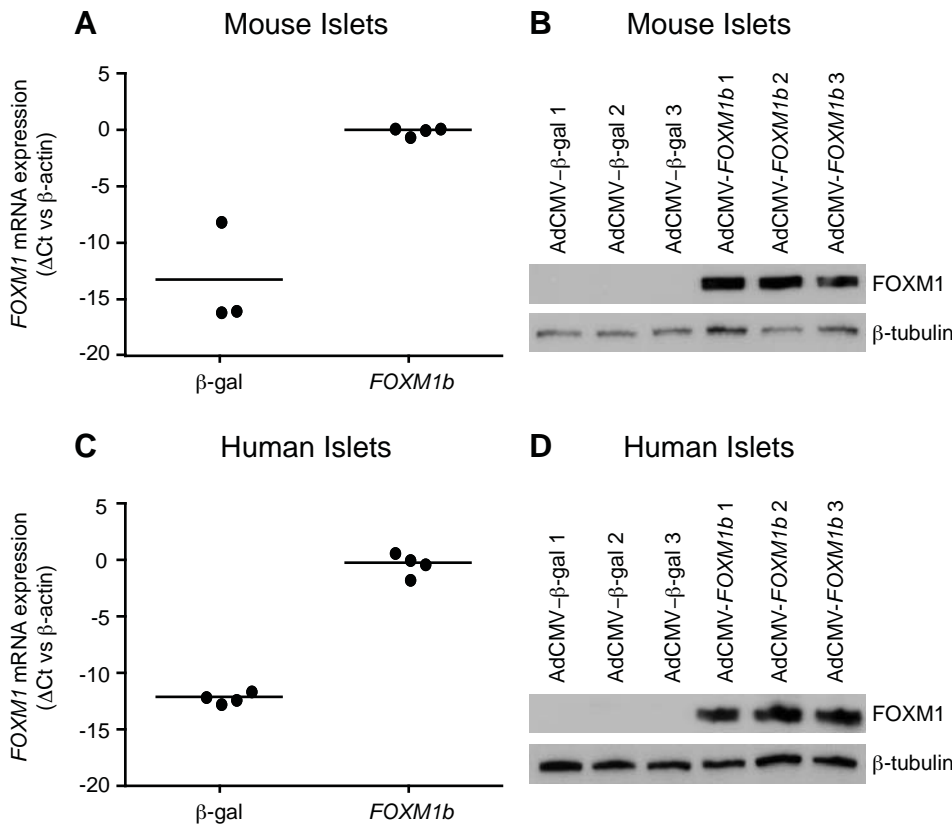 A Mouse Islets
FOXM1 mRNA expression
(ΔCt vs β-actin)
5
0
-5
-10
-15
-20
β-gal FOXM1b
B Mouse Islets
AdCMV–β-gal 1
AdCMV–β-gal 2
AdCMV–β-gal 3
AdCMV-FOXM1b 1
AdCMV-FOXM1b 2
AdCMV-FOXM1b 3
FOXM1
β-tubulin
C Human Islets
FOXM1 mRNA expression
(ΔCt vs β-actin)
5
0
-5
-10
-15
-20
β-gal FOXM1b
D Human Islets
AdCMV–β-gal 1
AdCMV–β-gal 2
AdCMV–β-gal 3
AdCMV-FOXM1b 1
AdCMV-FOXM1b 2
AdCMV-FOXM1b 3
FOXM1
β-tubulin